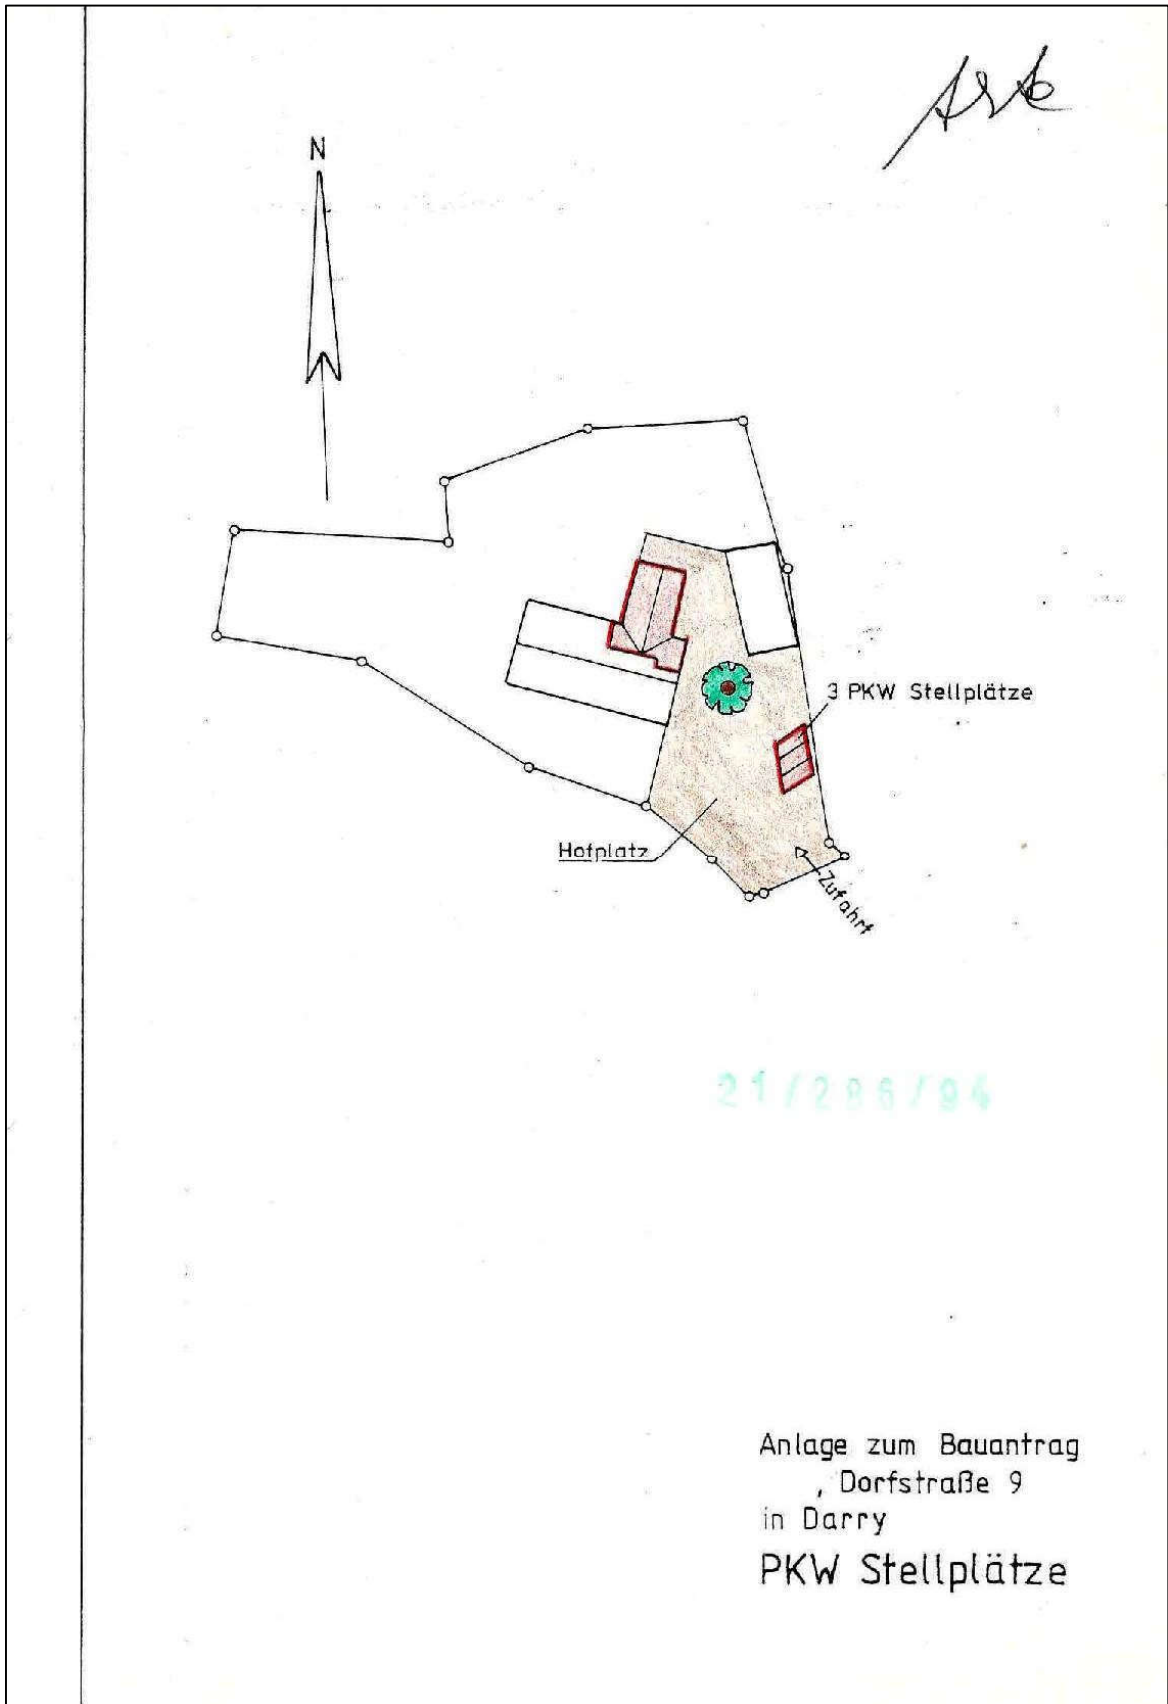 N
3 PKW Stellplätze
Hofplatz
Zufahrt
21/286/94
Anlage zum Bauantrag
, Dorfstraße 9
in Darry
PKW Stellplätze